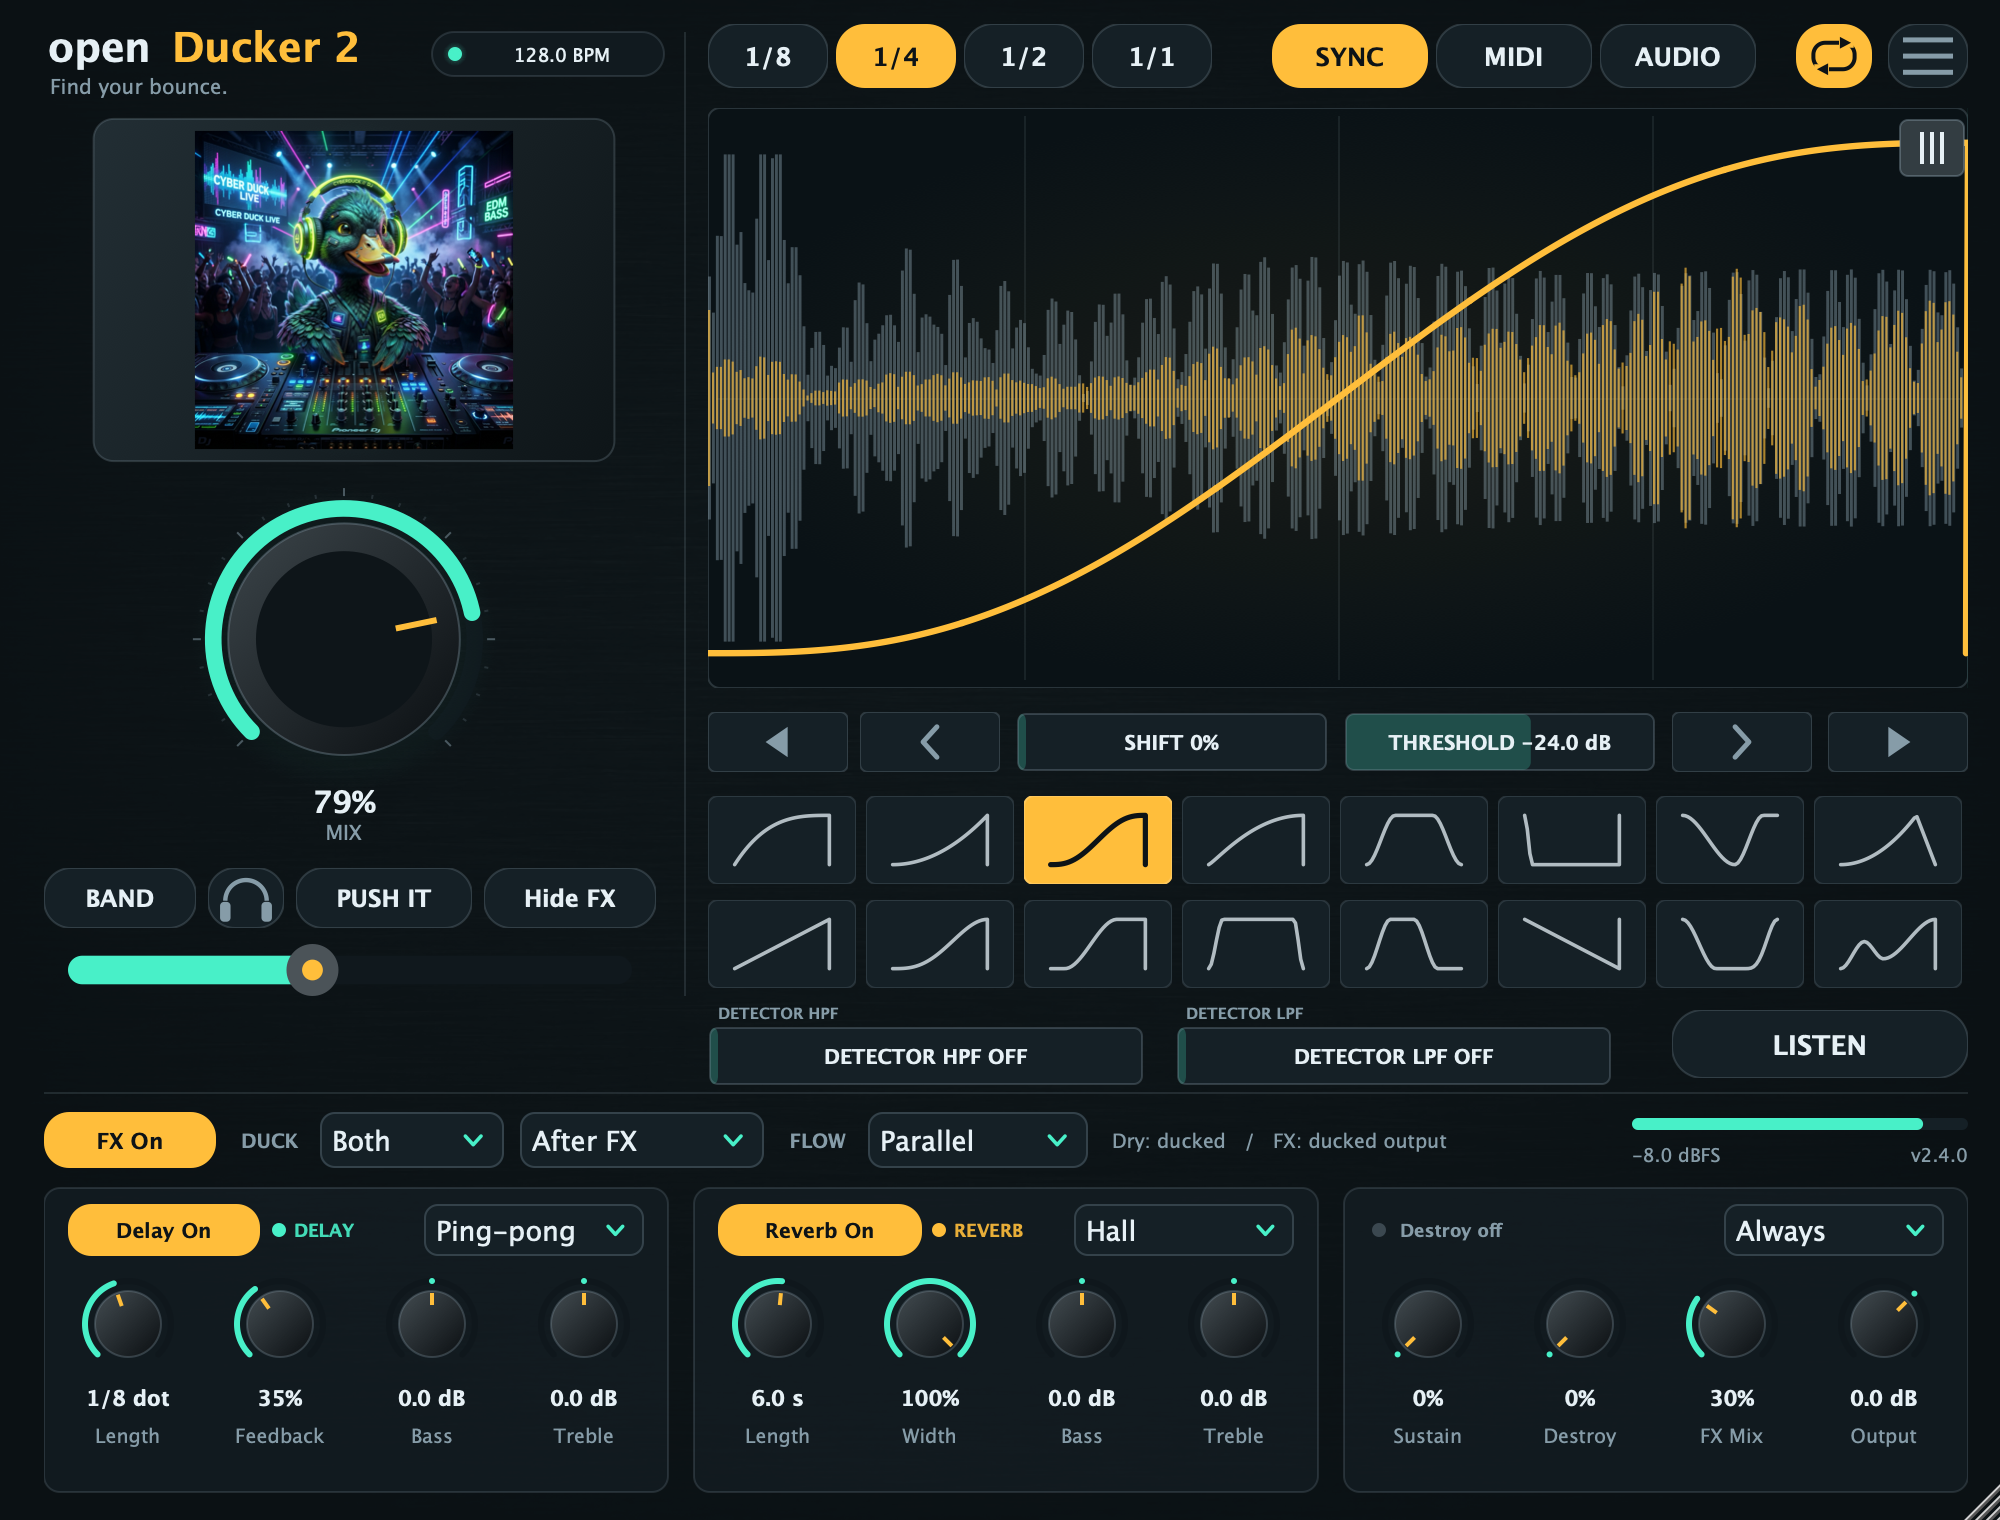 open Ducker 2
Find your bounce.
128.0 BPM
1/8 1/4 1/2 1/1 SYNC MIDI AUDIO
CYBER DUCK
LIVE
CYBER DUCK LIVE
EDM
BASS
Pioneer Dj
79%
MIX
BAND PUSH IT Hide FX
SHIFT 0% THRESHOLD -24.0 dB
DETECTOR HPF DETECTOR LPF
DETECTOR HPF OFF DETECTOR LPF OFF LISTEN
FX On DUCK Both After FX FLOW Parallel Dry: ducked / FX: ducked output
-8.0 dBFS v2.4.0
Delay On DELAY Ping-pong
1/8 dot 35% 0.0 dB 0.0 dB
Length Feedback Bass Treble
Reverb On REVERB Hall
6.0 s 100% 0.0 dB 0.0 dB
Length Width Bass Treble
Destroy off Always
0% 0% 30% 0.0 dB
Sustain Destroy FX Mix Output